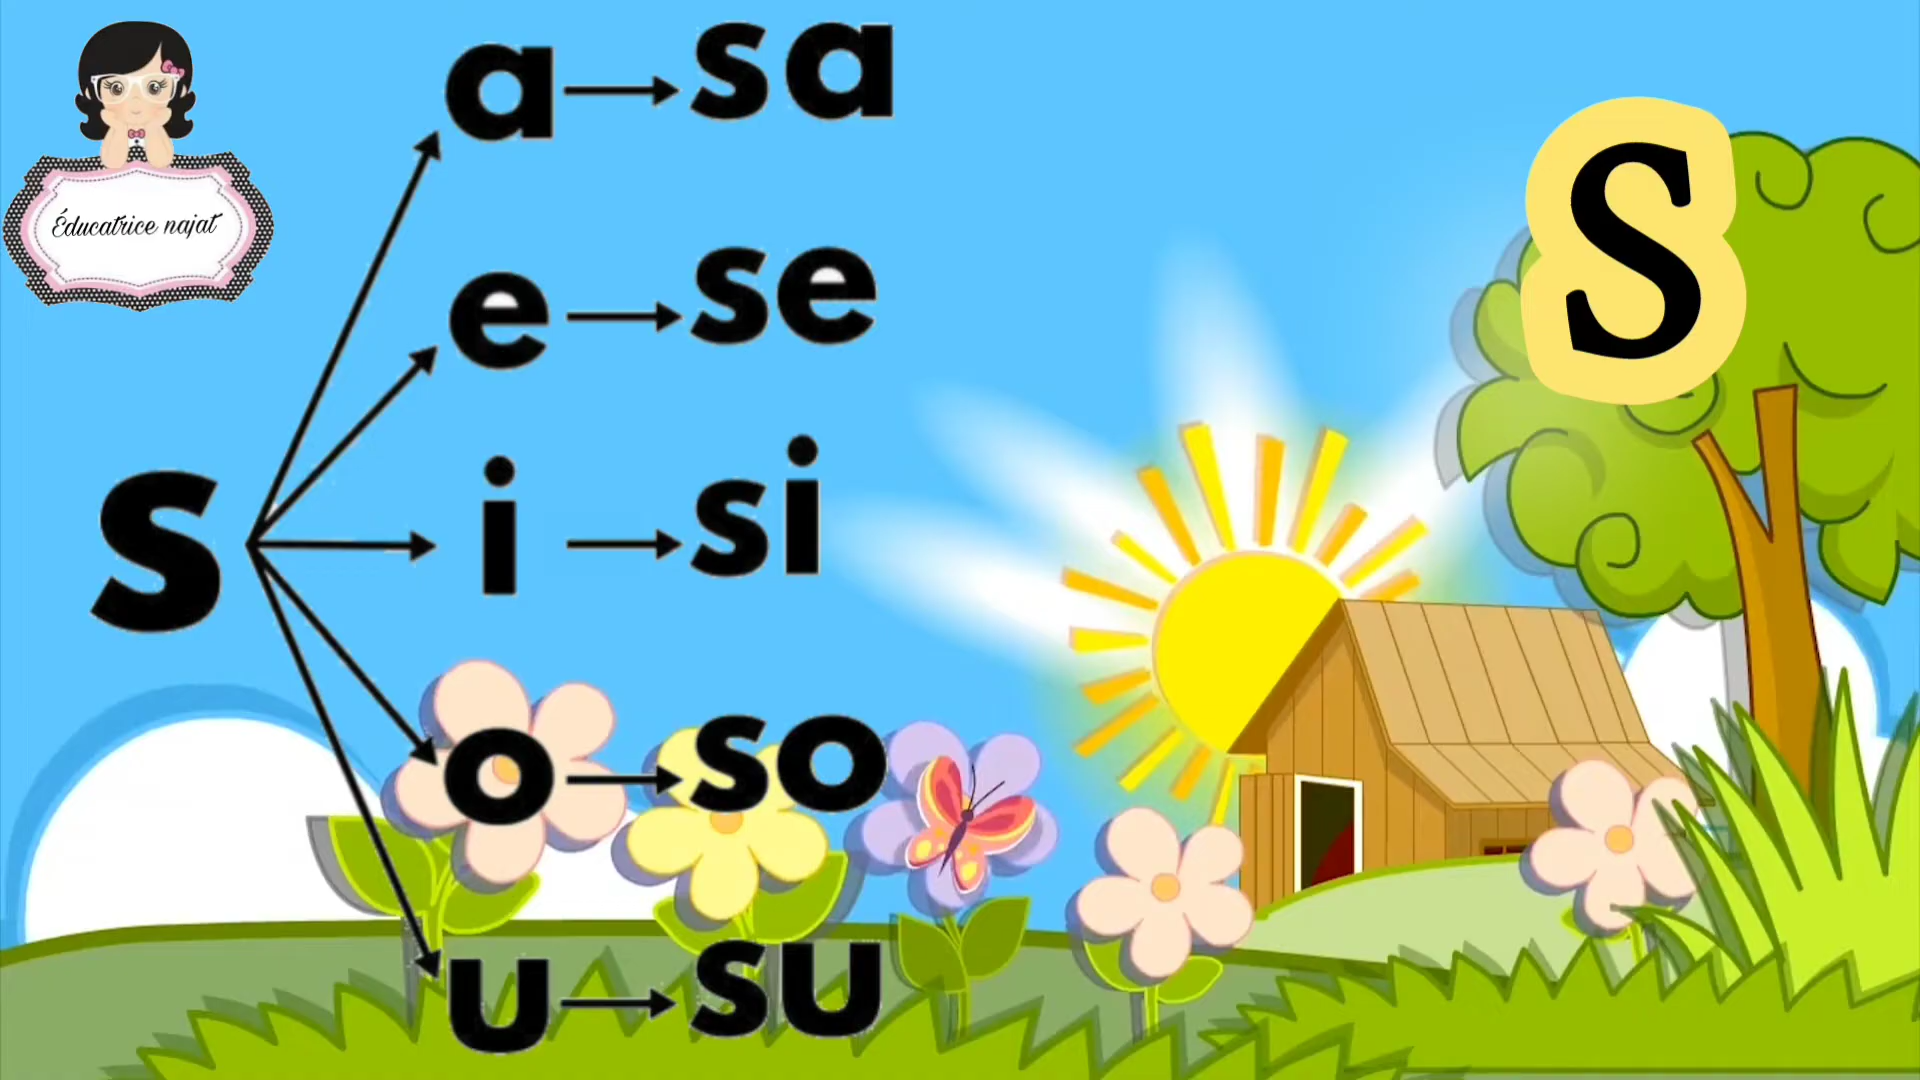 Éducatrice najat
S
a → sa
e → se
i → si
o → so
u → su
S